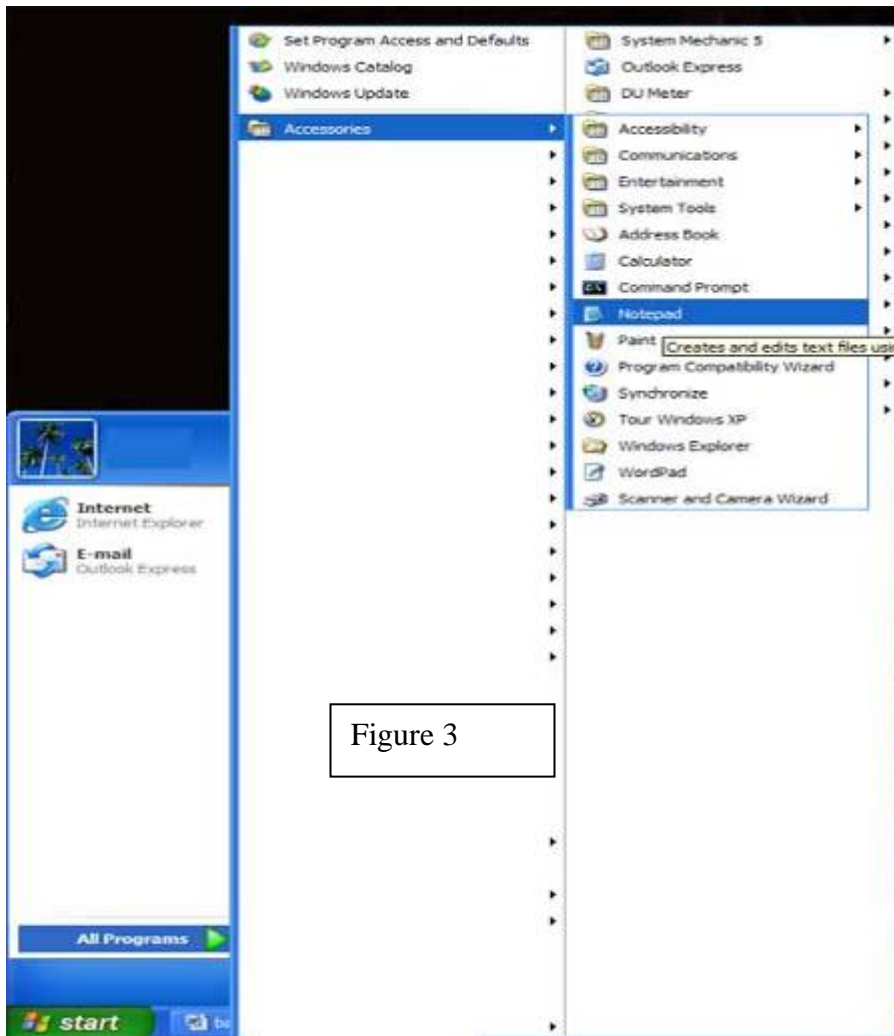 Set Program Access and Defaults
Windows Catalog
Windows Update
Accessories
System Mechanic 5
Outlook Express
DU Meter
Accessibility
Communications
Entertainment
System Tools
Address Book
Calculator
Command Prompt
Notepad
Paint
Creates and edits text files usi
Program Compatibility Wizard
Synchronize
Tour Windows XP
Windows Explorer
WordPad
Scanner and Camera Wizard
Internet
Internet Explorer
E-mail
Outlook Express
Figure 3
All Programs
start